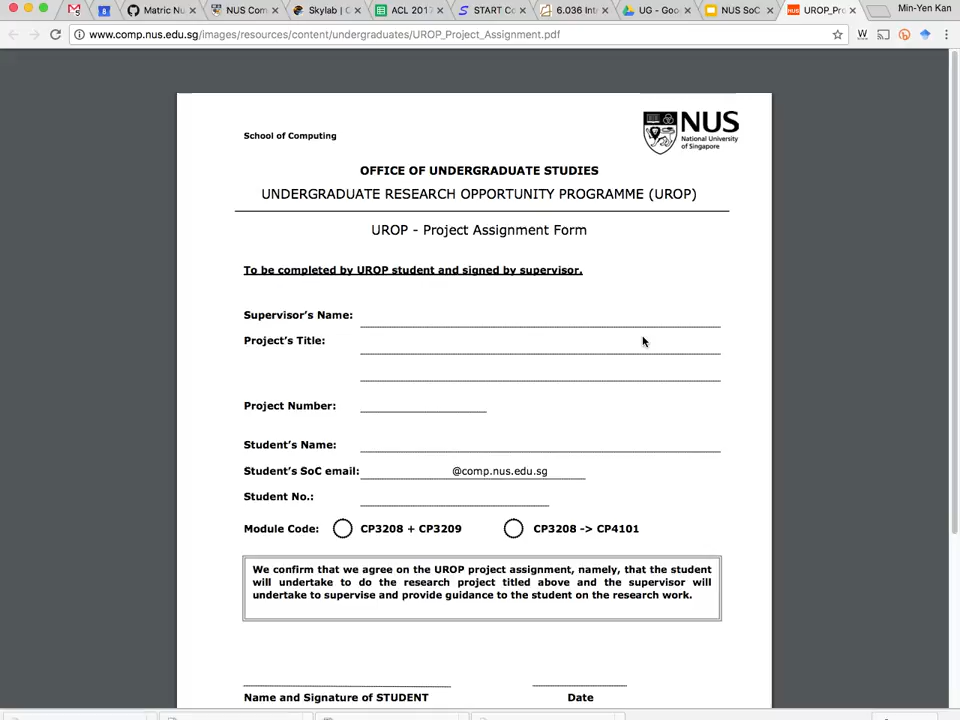 Matric Nu
NUS Com
Skylab | C
ACL 2017
START Co
6.036 Int
UG - Goo
NUS SoC
UROP_Pro
Min-Yen Kan
www.comp.nus.edu.sg/images/resources/content/undergraduates/UROP_Project_Assignment.pdf
School of Computing
NUS
National University
of Singapore
OFFICE OF UNDERGRADUATE STUDIES
UNDERGRADUATE RESEARCH OPPORTUNITY PROGRAMME (UROP)
UROP - Project Assignment Form
To be completed by UROP student and signed by supervisor.
Supervisor's Name:
Project's Title:
Project Number:
Student's Name:
Student's SoC email: @comp.nus.edu.sg
Student No.:
Module Code: CP3208 + CP3209 CP3208 -> CP4101
We confirm that we agree on the UROP project assignment, namely, that the student
will undertake to do the research project titled above and the supervisor will
undertake to supervise and provide guidance to the student on the research work.
Name and Signature of STUDENT Date